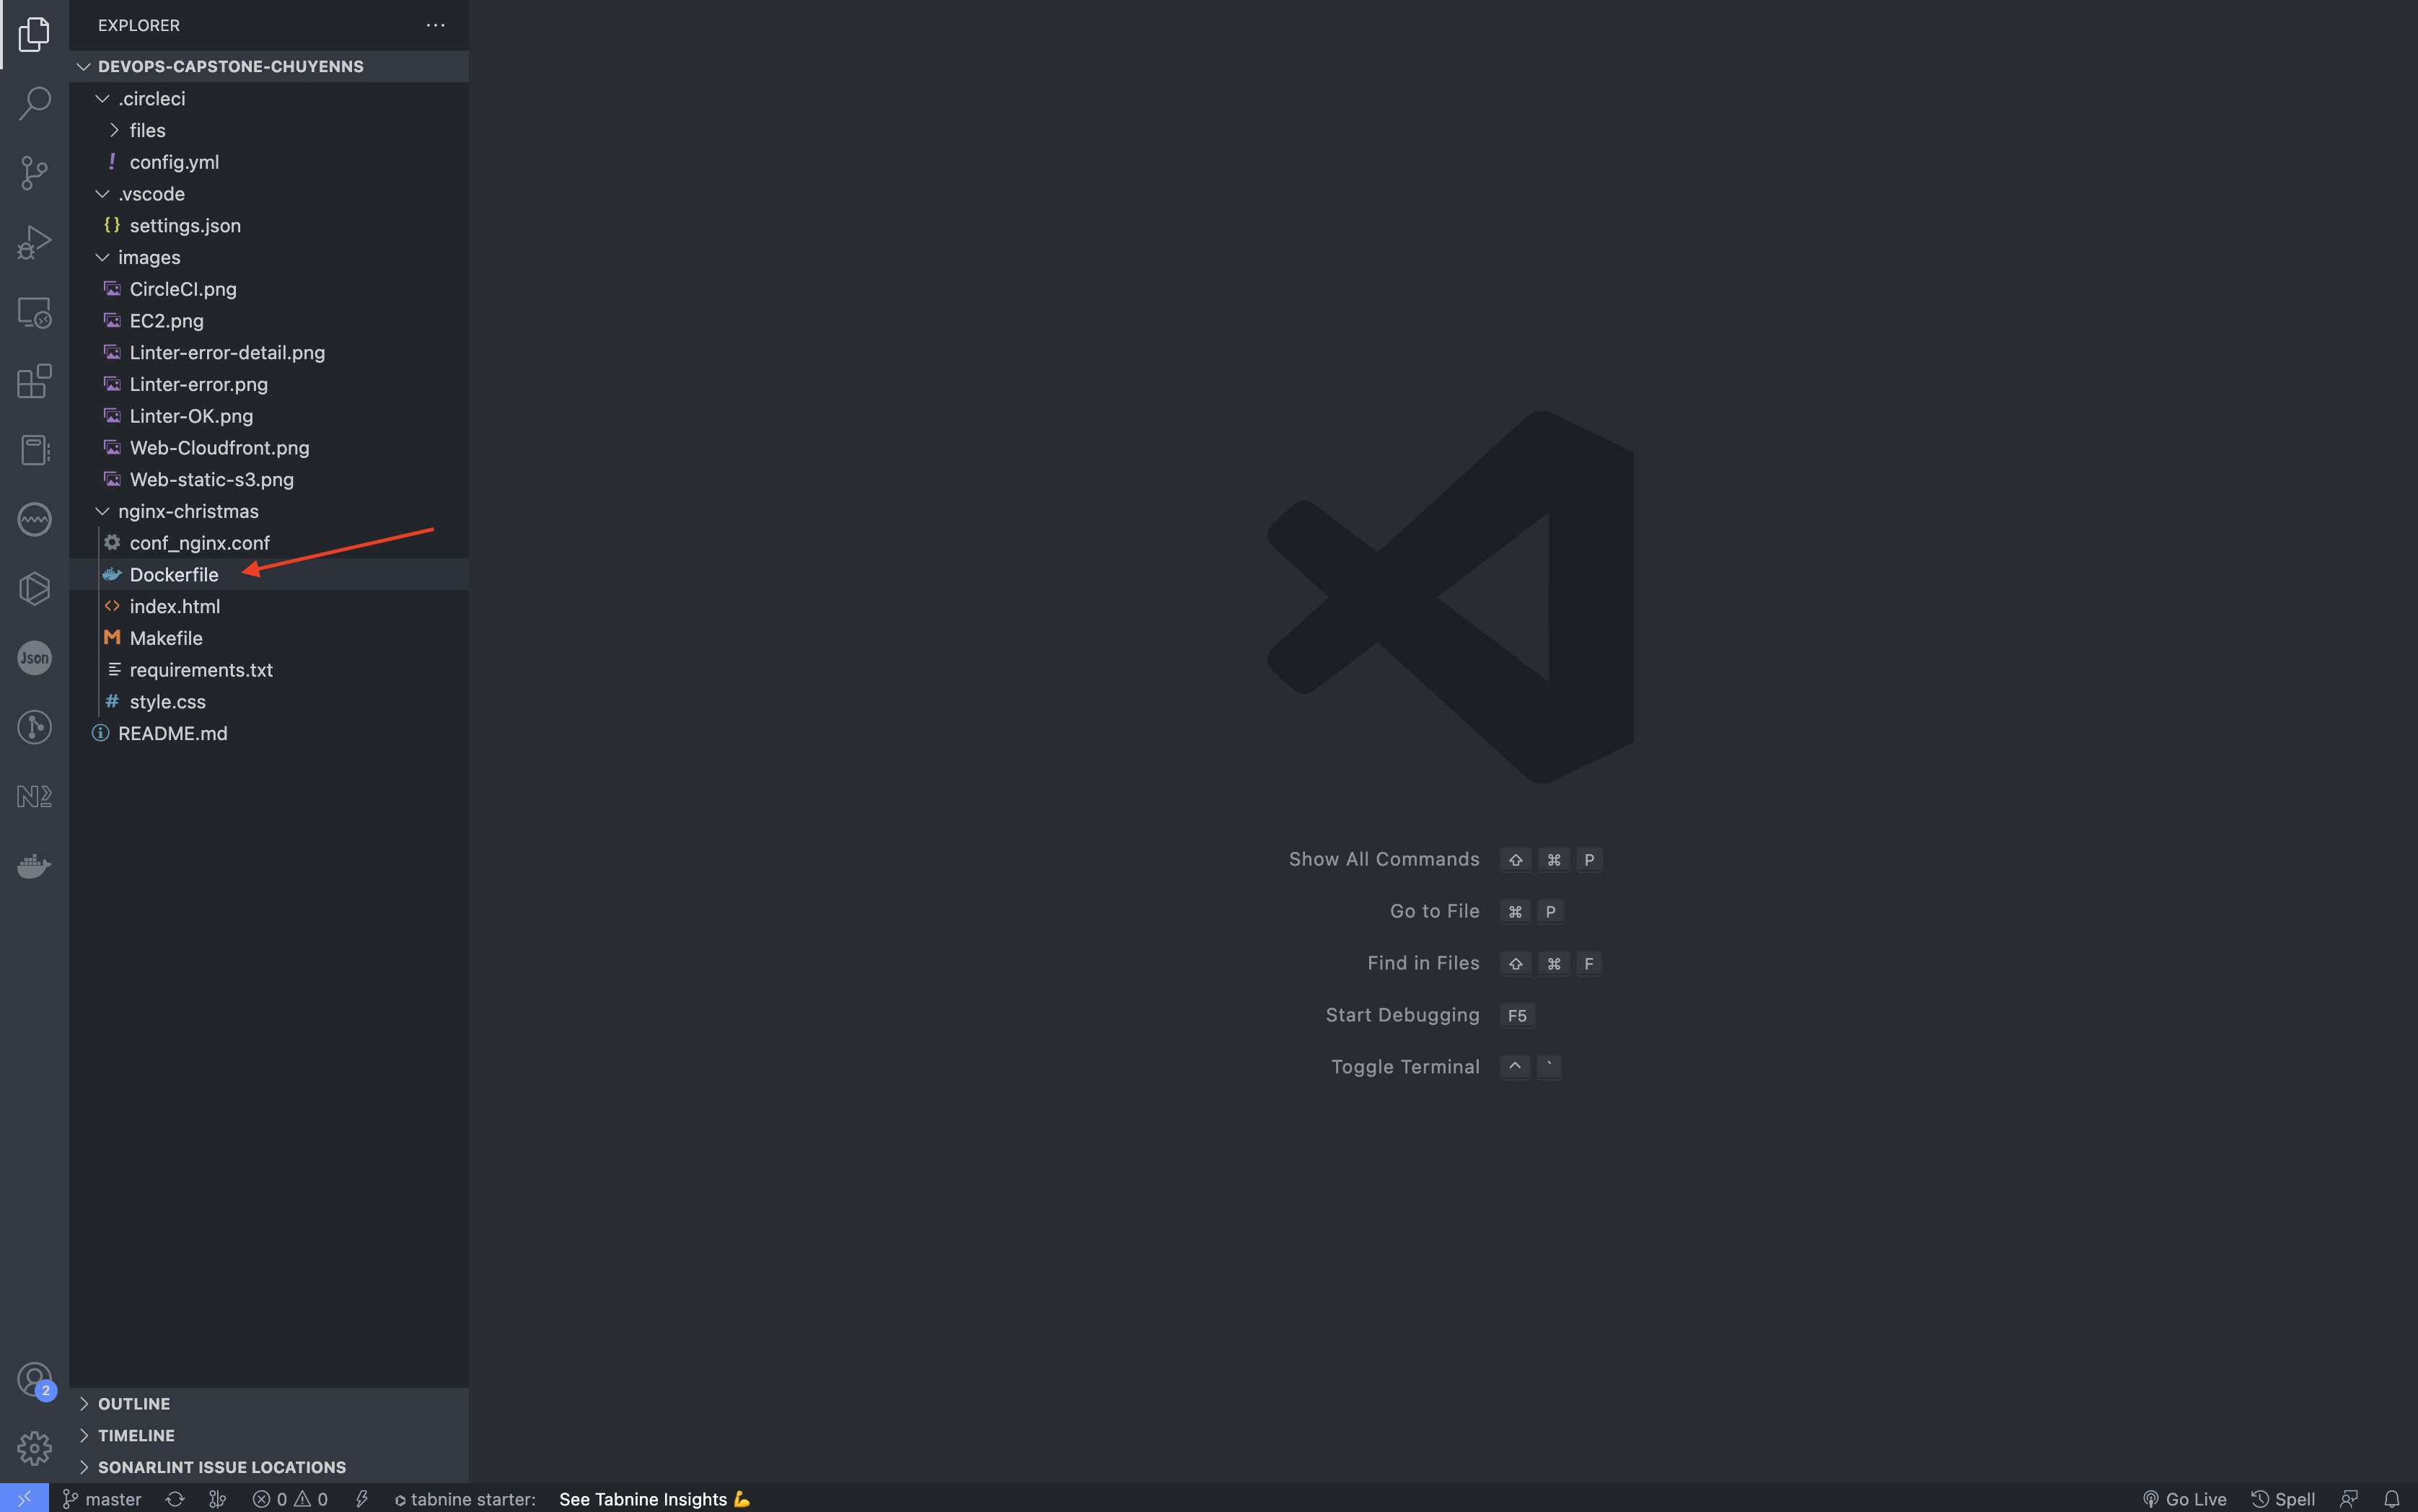 EXPLORER
DEVOPS-CAPSTONE-CHUYENNS
.circleci
files
! config.yml
.vscode
{} settings.json
images
CircleCI.png
EC2.png
Linter-error-detail.png
Linter-error.png
Linter-OK.png
Web-Cloudfront.png
Web-static-s3.png
nginx-christmas
conf_nginx.conf
Dockerfile
<> index.html
M Makefile
requirements.txt
# style.css
README.md
Json
Show All Commands ⇧ ⌘ P
Go to File ⌘ P
Find in Files ⇧ ⌘ F
Start Debugging F5
Toggle Terminal ^ `
2
OUTLINE
TIMELINE
SONARLINT ISSUE LOCATIONS
master 0 0 tabnine starter: See Tabnine Insights 💪 Go Live Spell